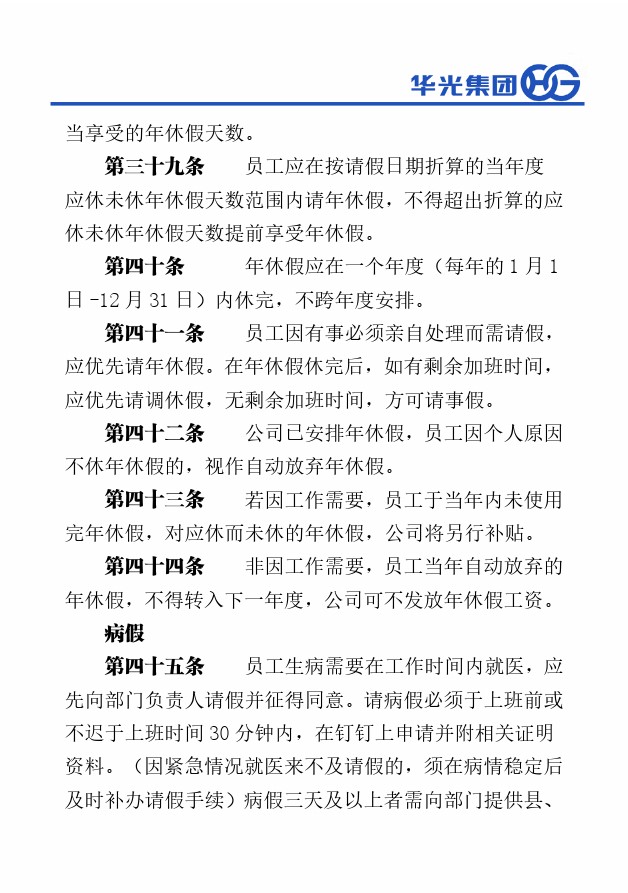 华光集团
当享受的年休假天数。
第三十九条 员工应在按请假日期折算的当年度
应休未休年休假天数范围内请年休假，不得超出折算的应
休未休年休假天数提前享受年休假。
第四十条 年休假应在一个年度（每年的1月1
日-12月31日）内休完，不跨年度安排。
第四十一条 员工因有事必须亲自处理而需请假，
应优先请年休假。在年休假休完后，如有剩余加班时间，
应优先请调休假，无剩余加班时间，方可请事假。
第四十二条 公司已安排年休假，员工因个人原因
不休年休假的，视作自动放弃年休假。
第四十三条 若因工作需要，员工于当年内未使用
完年休假，对应休而未休的年休假，公司将另行补贴。
第四十四条 非因工作需要，员工当年自动放弃的
年休假，不得转入下一年度，公司可不发放年休假工资。
病假
第四十五条 员工生病需要在工作时间内就医，应
先向部门负责人请假并征得同意。请病假必须于上班前或
不迟于上班时间30分钟内，在钉钉上申请并附相关证明
资料。（因紧急情况就医来不及请假的，须在病情稳定后
及时补办请假手续）病假三天及以上者需向部门提供县、